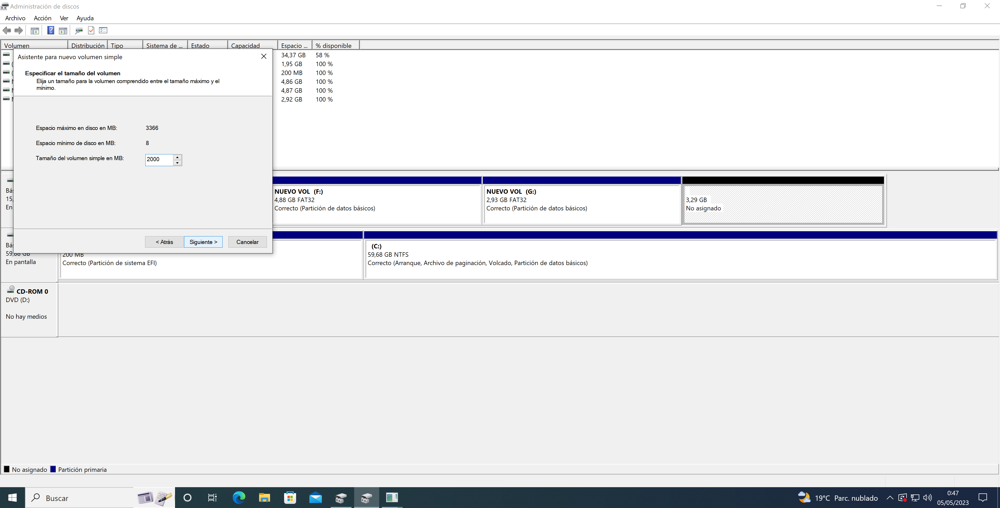 Administración de discos
Archivo Acción Ver Ayuda
Volumen Distribución Tipo Sistema de ... Estado Capacidad Espacio ... % disponible
34,37 GB 58 %
1,95 GB 100 %
200 MB 100 %
4,86 GB 100 %
4,87 GB 100 %
2,92 GB 100 %
Asistente para nuevo volumen simple
Especificar el tamaño del volumen
Elija un tamaño para la volumen comprendido entre el tamaño máximo y el
mínimo.
Espacio máximo en disco en MB: 3366
Espacio mínimo de disco en MB: 8
Tamaño del volumen simple en MB: 2000
< Atrás Siguiente > Cancelar
NUEVO VOL (F:)
4,88 GB FAT32
Correcto (Partición de datos básicos)
NUEVO VOL (G:)
2,93 GB FAT32
Correcto (Partición de datos básicos)
3,29 GB
No asignado
En pantalla
200 MB
Correcto (Partición de sistema EFI)
(C:)
59,68 GB NTFS
Correcto (Arranque, Archivo de paginación, Volcado, Partición de datos básicos)
CD-ROM 0
DVD (D:)
No hay medios
No asignado Partición primaria
Buscar
19°C Parc. nublado
0:47
05/05/2023